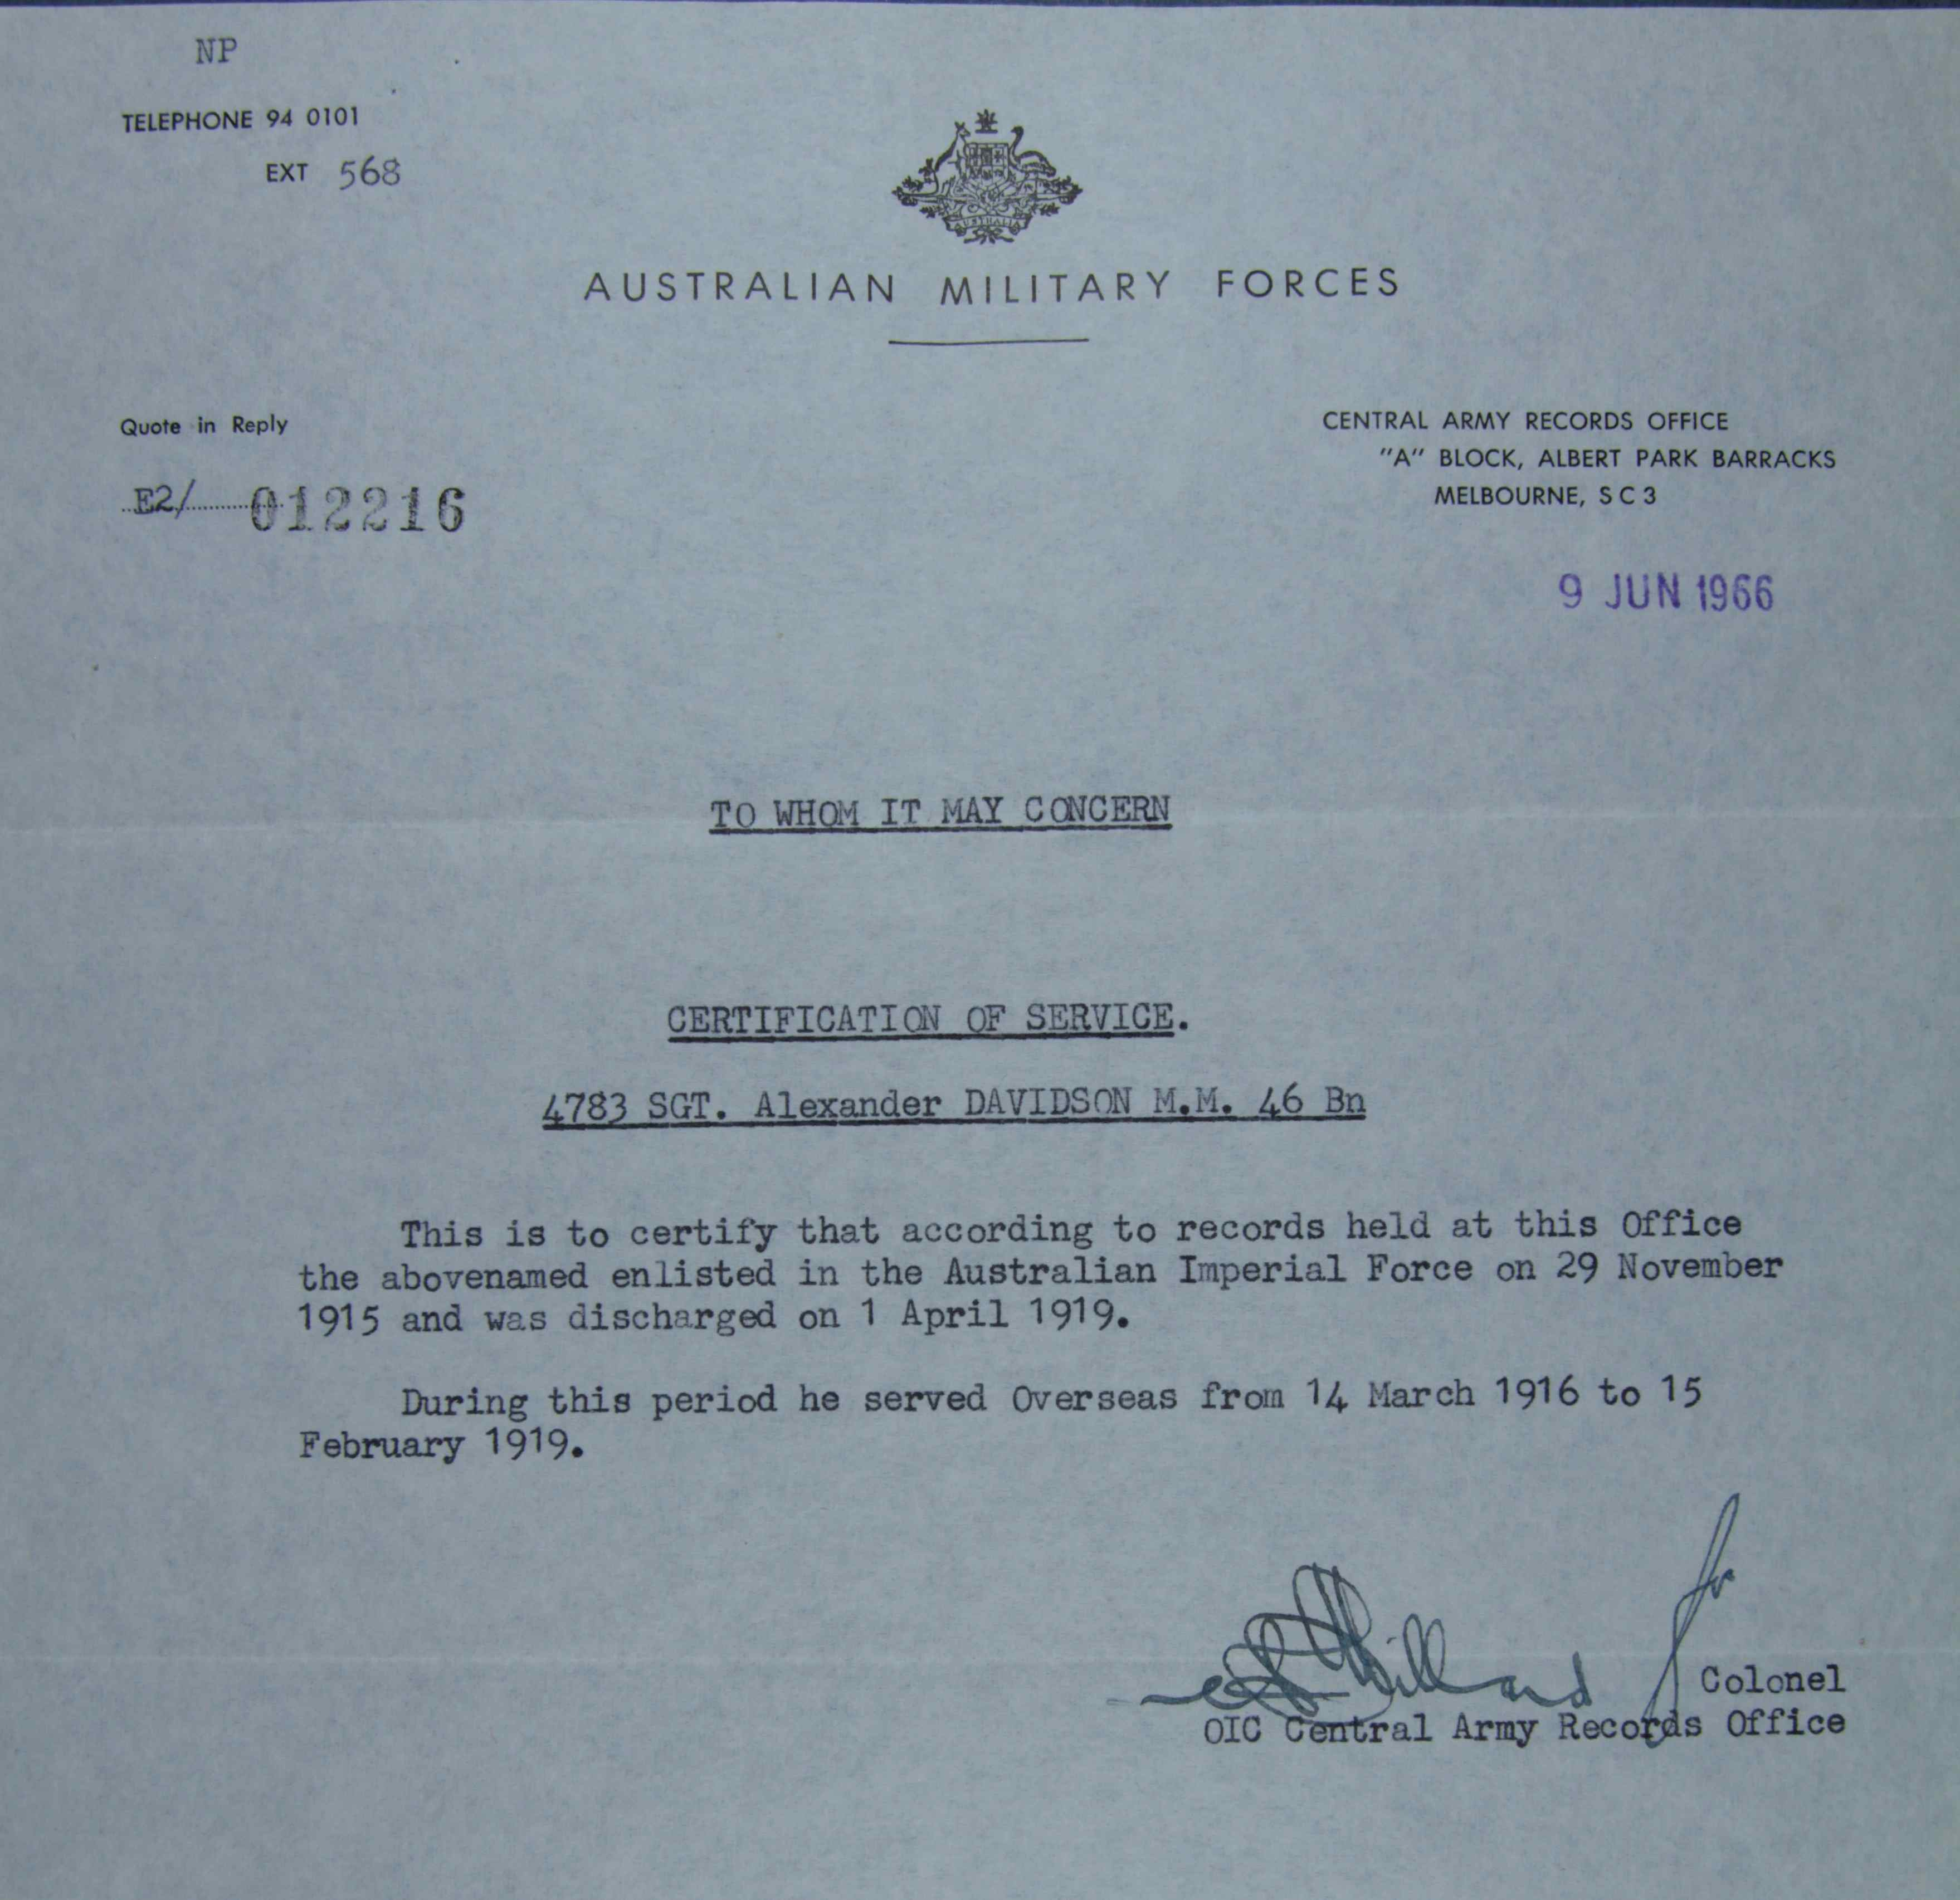 NP
TELEPHONE 94 0101
EXT 568
AUSTRALIA
AUSTRALIAN MILITARY FORCES
Quote in Reply
E2/ 012216
CENTRAL ARMY RECORDS OFFICE
"A" BLOCK, ALBERT PARK BARRACKS
MELBOURNE, S C 3
9 JUN 1966
TO WHOM IT MAY CONCERN
CERTIFICATION OF SERVICE.
4783 SGT. Alexander DAVIDSON M.M. 46 Bn
This is to certify that according to records held at this Office
the abovenamed enlisted in the Australian Imperial Force on 29 November
1915 and was discharged on 1 April 1919.
During this period he served Overseas from 14 March 1916 to 15
February 1919.
Colonel
OIC Central Army Records Office